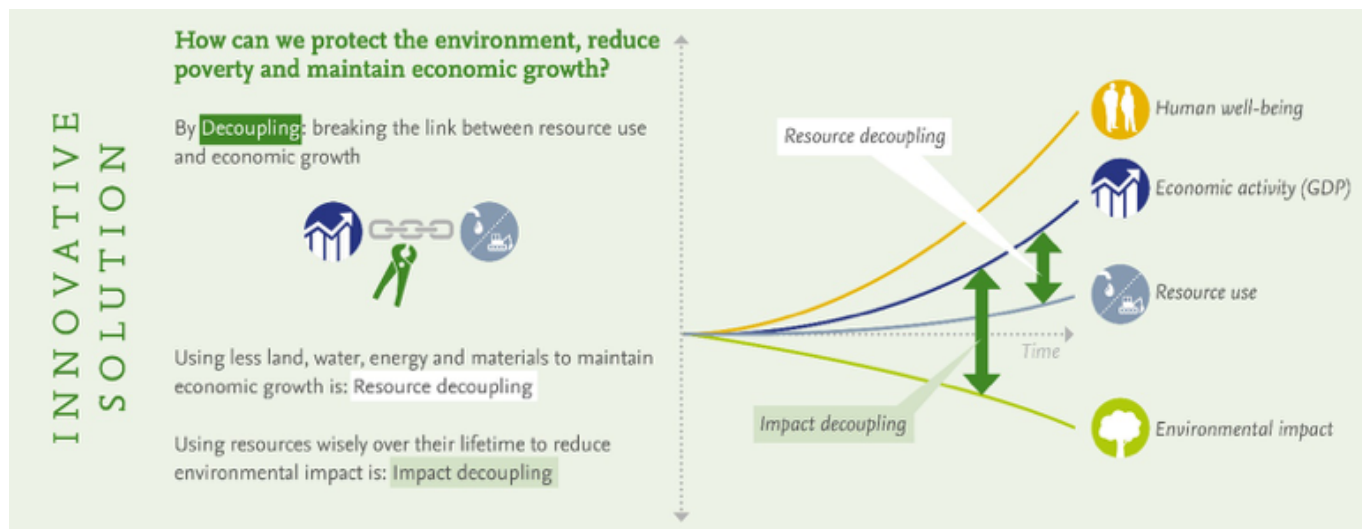 INNOVATIVE
SOLUTION
How can we protect the environment, reduce
poverty and maintain economic growth?
By Decoupling: breaking the link between resource use
and economic growth
Using less land, water, energy and materials to maintain
economic growth is: Resource decoupling
Using resources wisely over their lifetime to reduce
environmental impact is: Impact decoupling
Human well-being
Resource decoupling
Economic activity (GDP)
Resource use
Time
Impact decoupling
Environmental impact